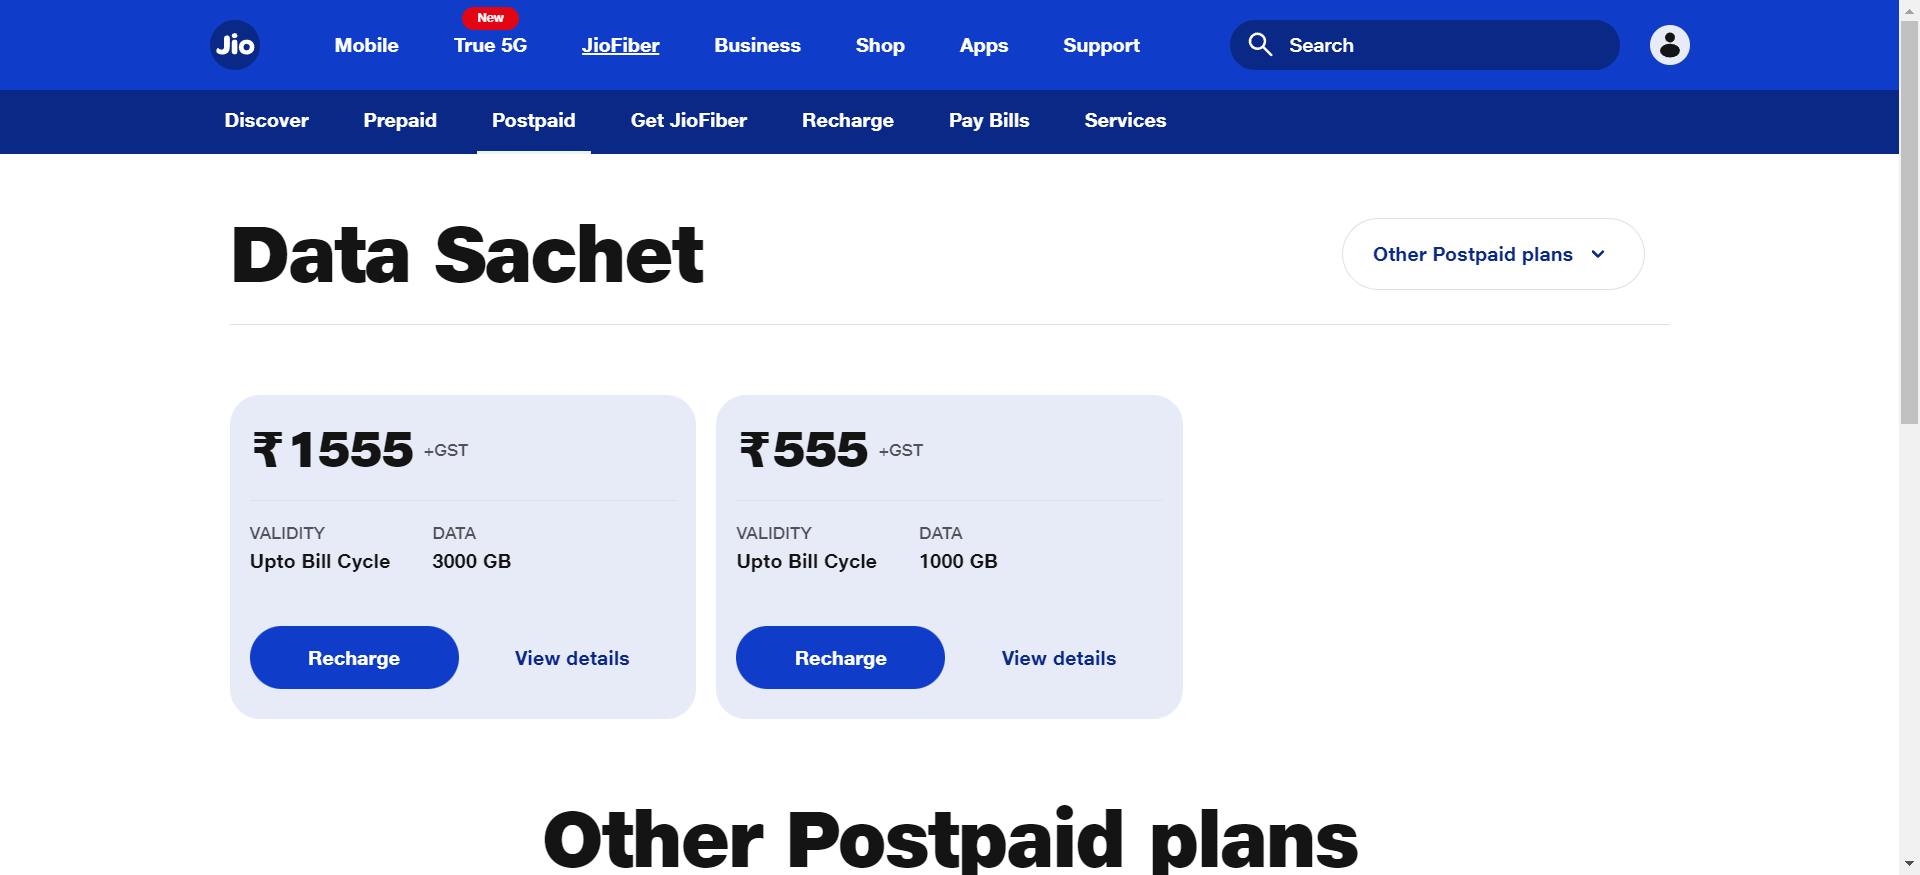 Jio
Mobile
New
True 5G
JioFiber
Business
Shop
Apps
Support
Search
Discover
Prepaid
Postpaid
Get JioFiber
Recharge
Pay Bills
Services
Data Sachet
Other Postpaid plans
₹1555 +GST
VALIDITY DATA
Upto Bill Cycle 3000 GB
Recharge View details
₹555 +GST
VALIDITY DATA
Upto Bill Cycle 1000 GB
Recharge View details
Other Postpaid plans